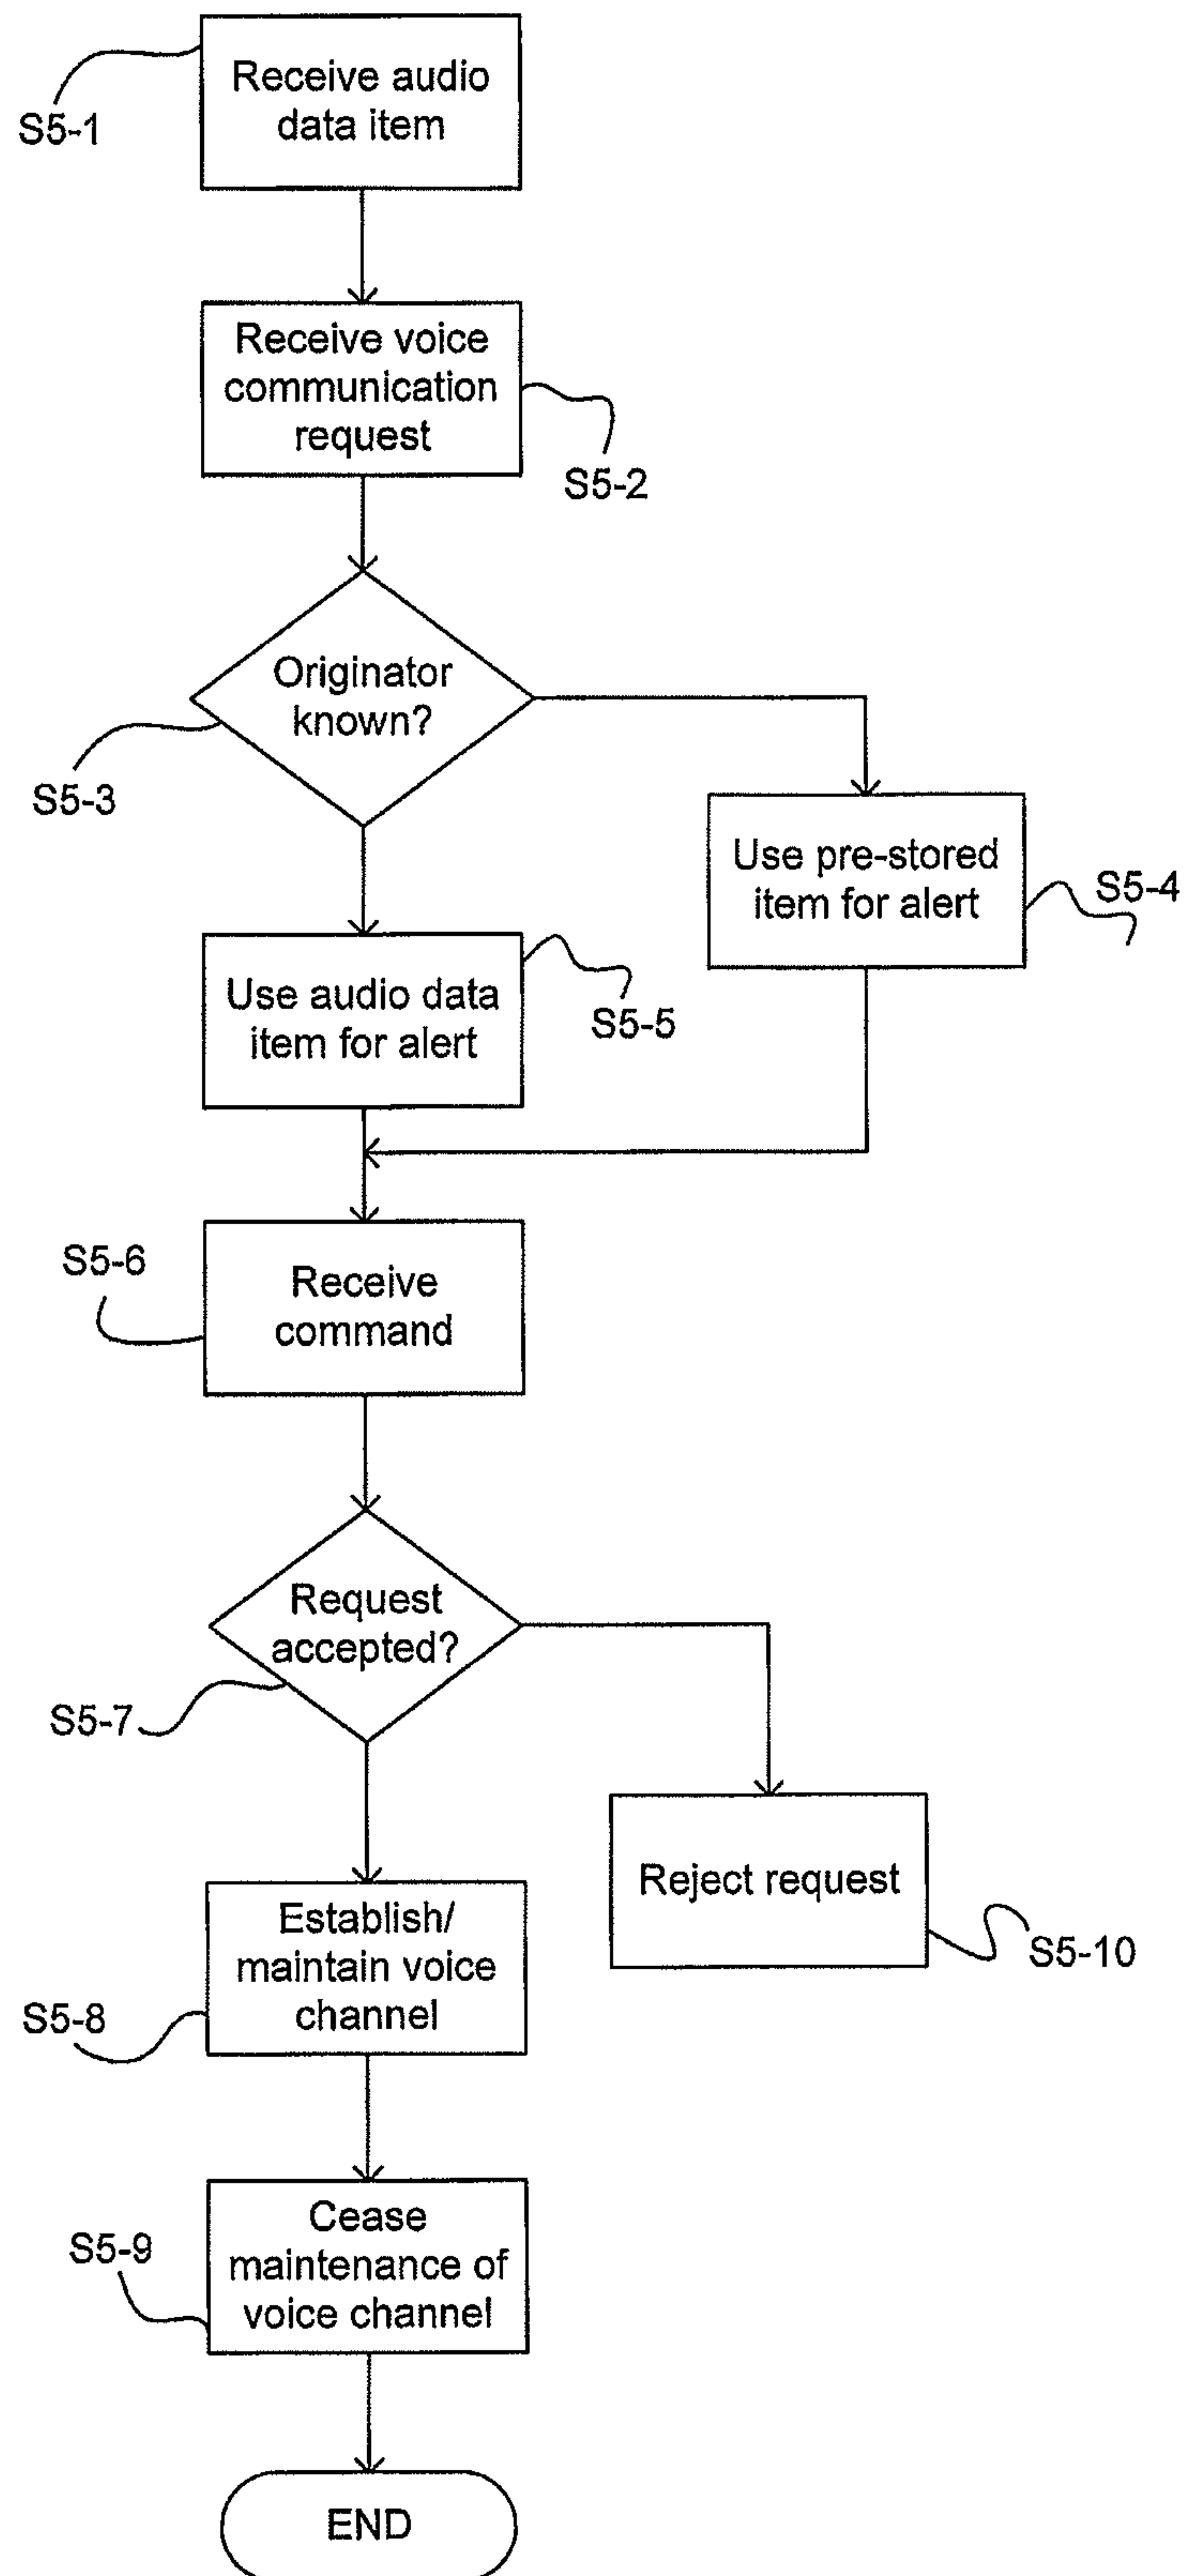 Receive audio
data item
S5-1
Receive voice
communication
request
S5-2
Originator
known?
S5-3
Use pre-stored
item for alert
S5-4
Use audio data
item for alert
S5-5
Receive
command
S5-6
Request
accepted?
S5-7
Establish/
maintain voice
channel
S5-8
Reject request
S5-10
Cease
maintenance of
voice channel
S5-9
END